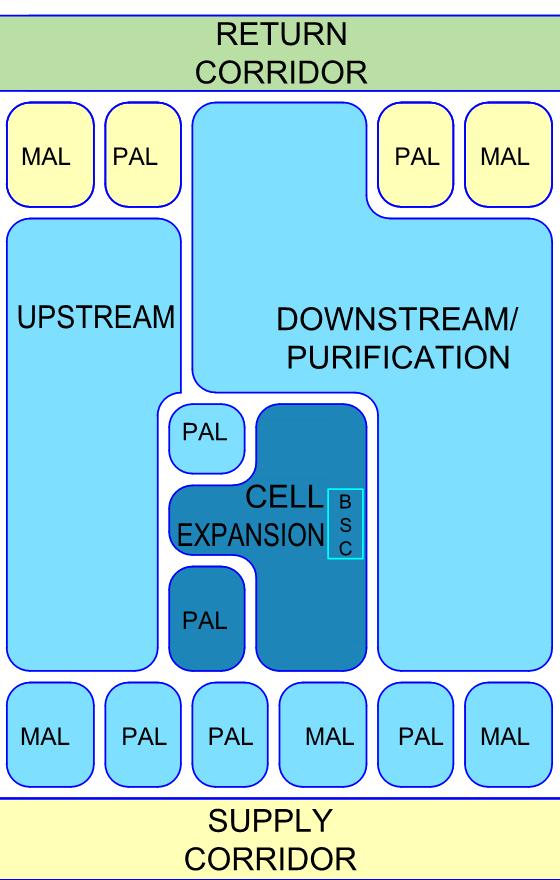 RETURN
CORRIDOR
MAL
PAL
PAL
MAL
UPSTREAM
DOWNSTREAM/
PURIFICATION
PAL
CELL
EXPANSION
B
S
C
PAL
MAL
PAL
PAL
MAL
PAL
MAL
SUPPLY
CORRIDOR